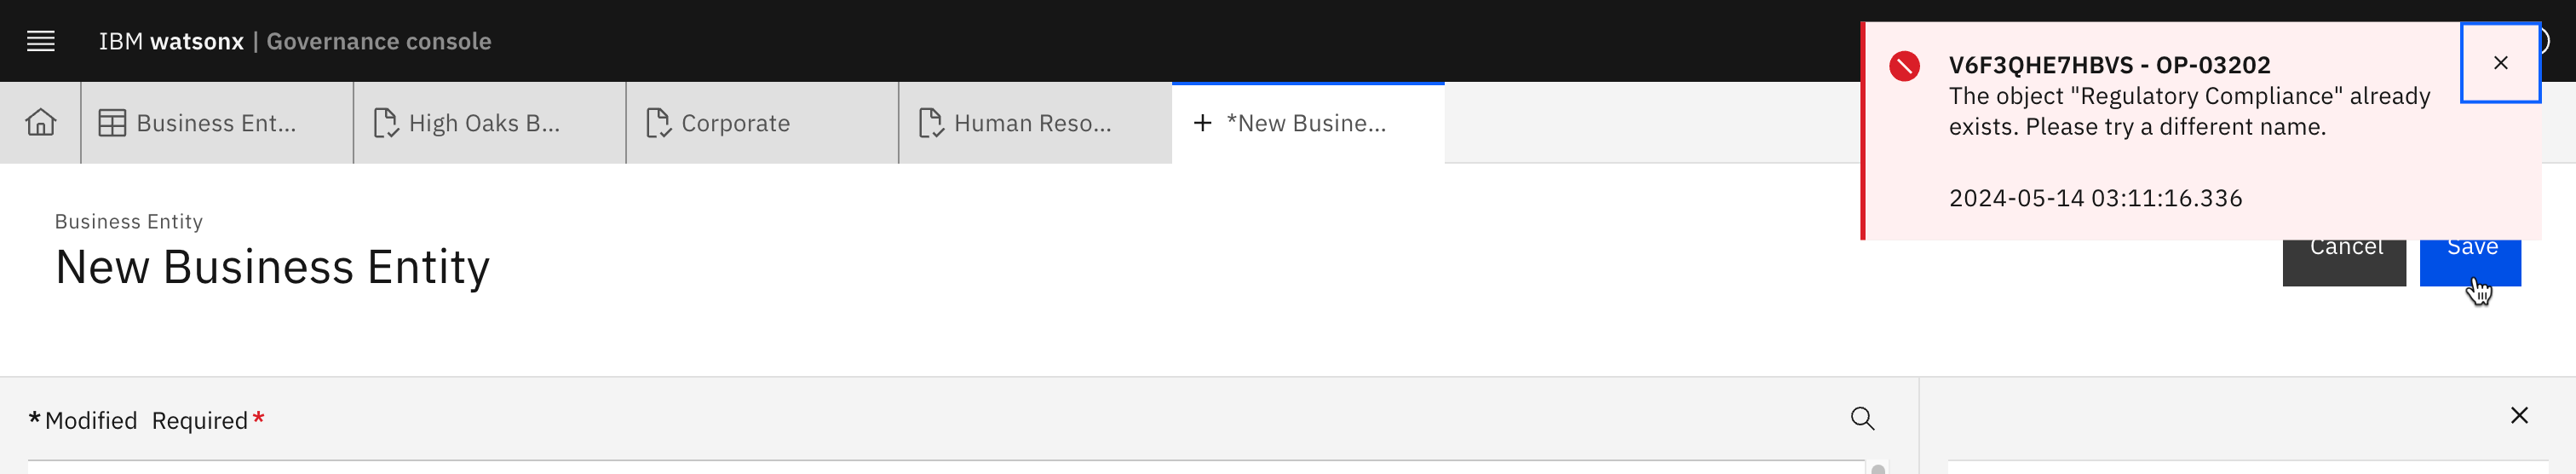 IBM watsonx | Governance console
V6F3QHE7HBVS - OP-03202
The object "Regulatory Compliance" already
exists. Please try a different name.
2024-05-14 03:11:16.336
Business Ent...
High Oaks B...
Corporate
Human Reso...
+ *New Busine...
Business Entity
New Business Entity
Cancel
Save
*Modified Required*